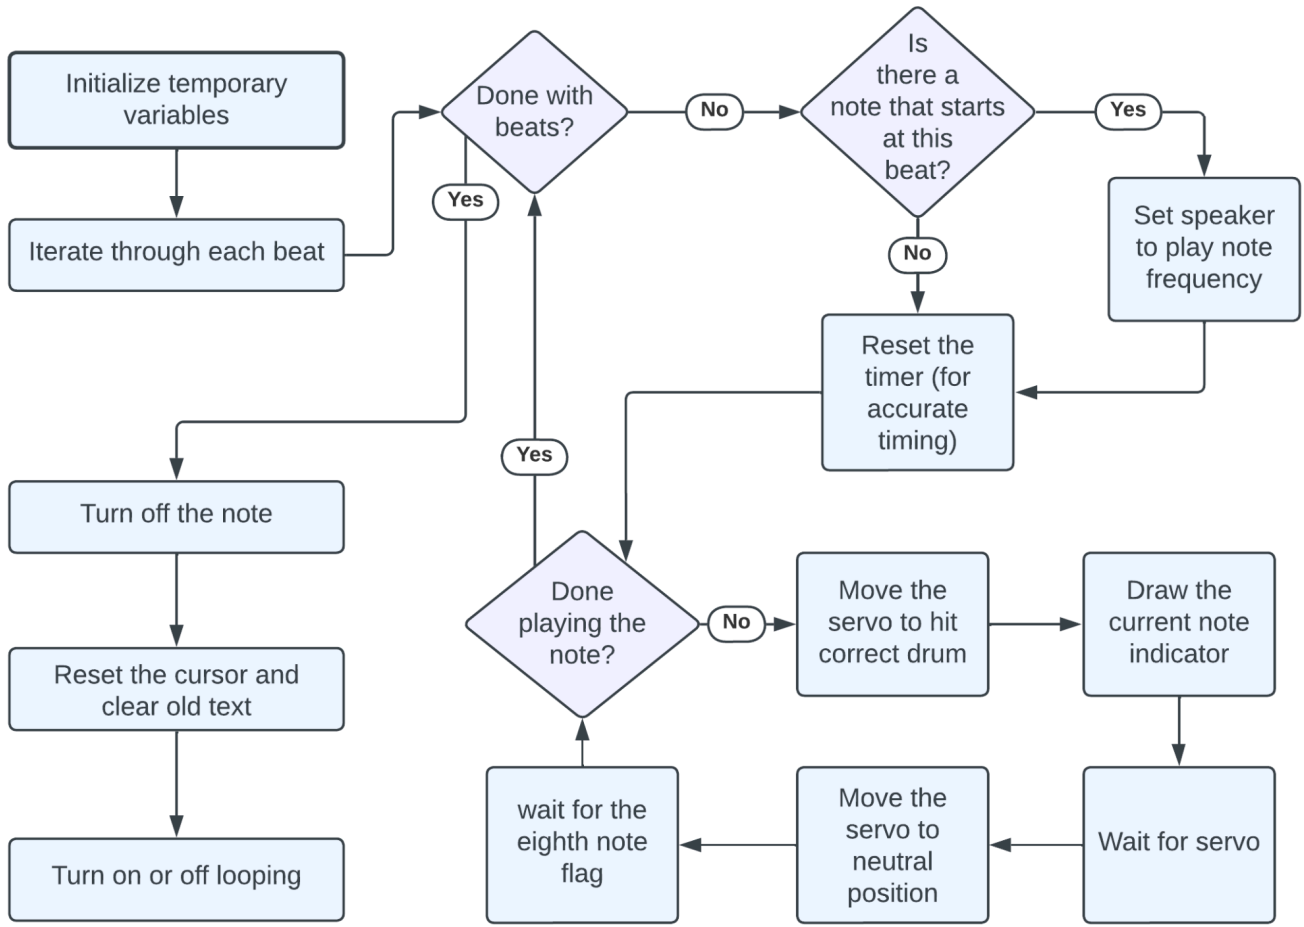 Initialize temporary
variables
Iterate through each beat
Done with
beats?
No
Is
there a
note that starts
at this
beat?
Yes
Set speaker
to play note
frequency
No
Reset the
timer (for
accurate
timing)
Yes
Turn off the note
Reset the cursor and
clear old text
Turn on or off looping
Yes
Done
playing the
note?
No
Move the
servo to hit
correct drum
Draw the
current note
indicator
Wait for servo
Move the
servo to
neutral
position
wait for the
eighth note
flag